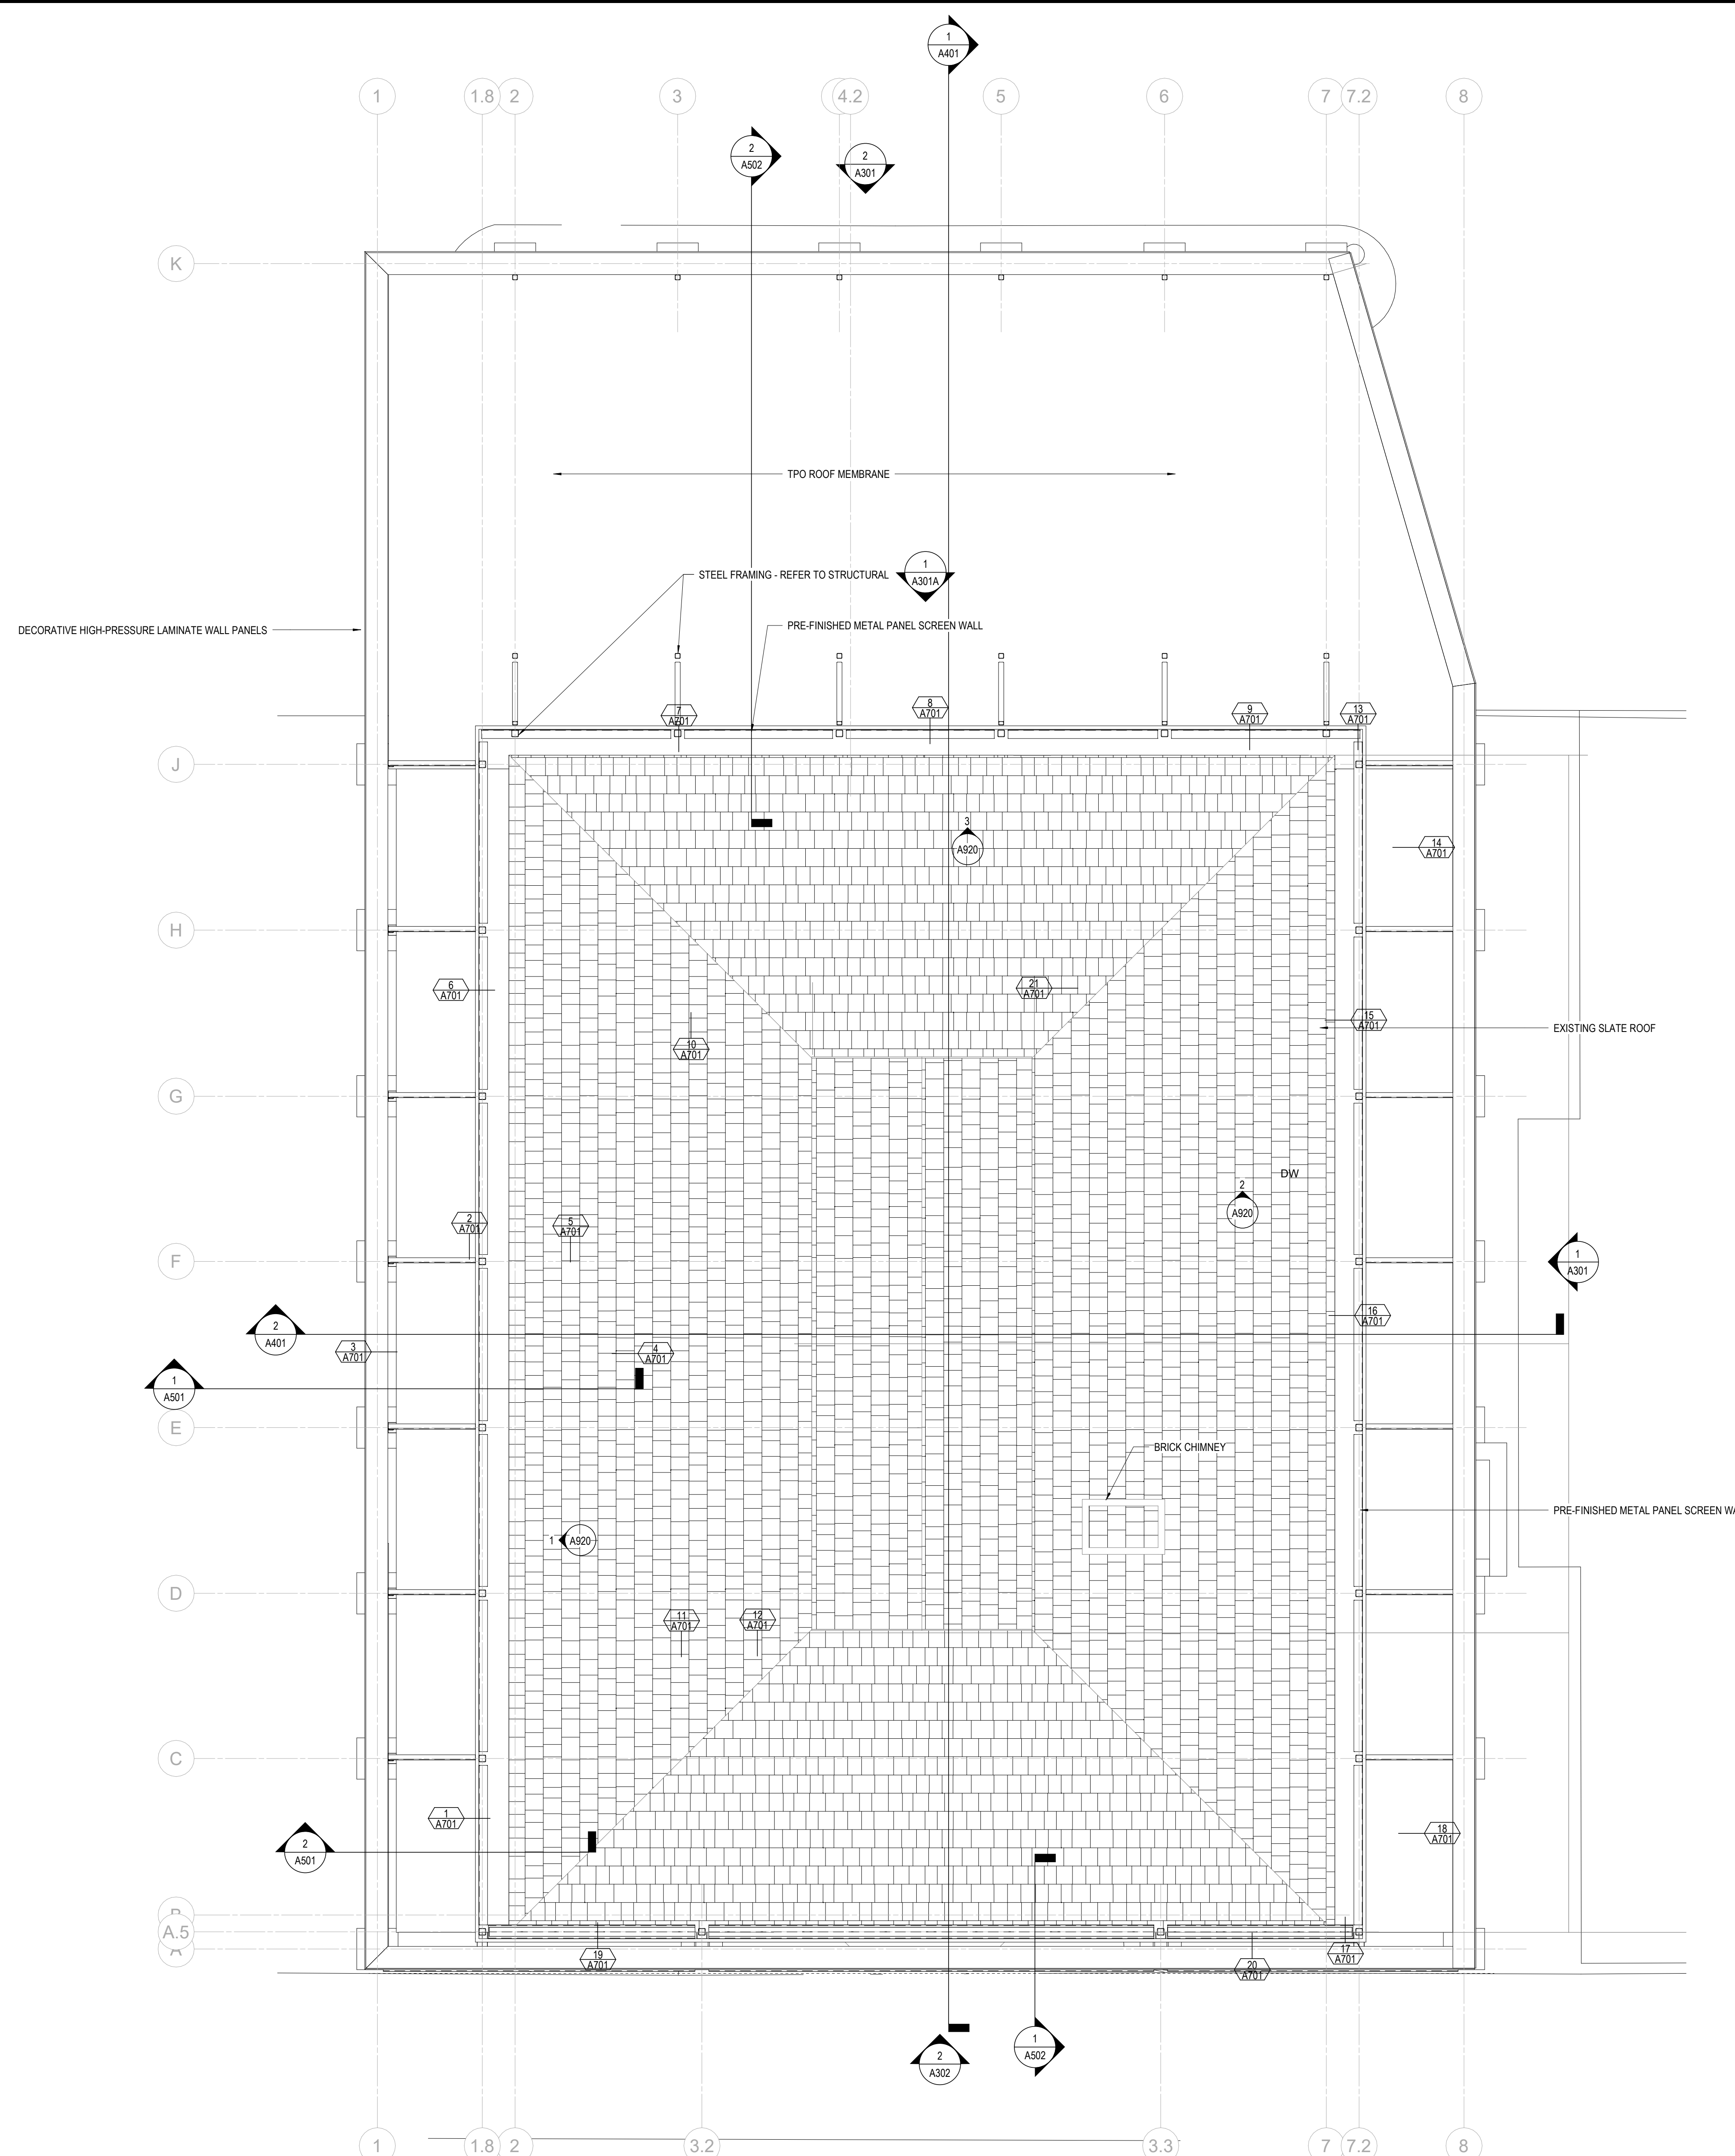 1
A401
1
1.8
2
3
4.2
5
6
7
7.2
8
2
A502
2
A301
K
TPO ROOF MEMBRANE
STEEL FRAMING - REFER TO STRUCTURAL
1
A301A
PRE-FINISHED METAL PANEL SCREEN WALL
DECORATIVE HIGH-PRESSURE LAMINATE WALL PANELS
7
A701
8
A701
9
A701
13
A701
J
3
A920
14
A701
H
6
A701
21
A701
15
A701
EXISTING SLATE ROOF
10
A701
G
DW
2
A920
2
A701
5
A701
F
1
A301
16
A701
2
A401
3
A701
4
A701
1
A501
E
BRICK CHIMNEY
PRE-FINISHED METAL PANEL SCREEN WA
1
A920
D
11
A701
12
A701
C
1
A701
18
A701
2
A501
B
A.5
A
19
A701
17
A701
20
A701
1
A502
2
A302
1
1.8
2
3.2
3.3
7
7.2
8